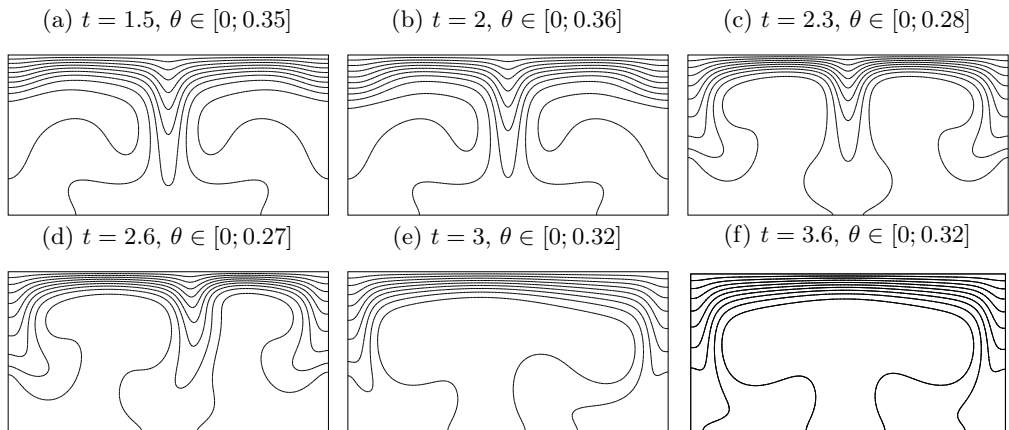 (a) t = 1.5, θ ∈ [0; 0.35]
(b) t = 2, θ ∈ [0; 0.36]
(c) t = 2.3, θ ∈ [0; 0.28]
(d) t = 2.6, θ ∈ [0; 0.27]
(e) t = 3, θ ∈ [0; 0.32]
(f) t = 3.6, θ ∈ [0; 0.32]